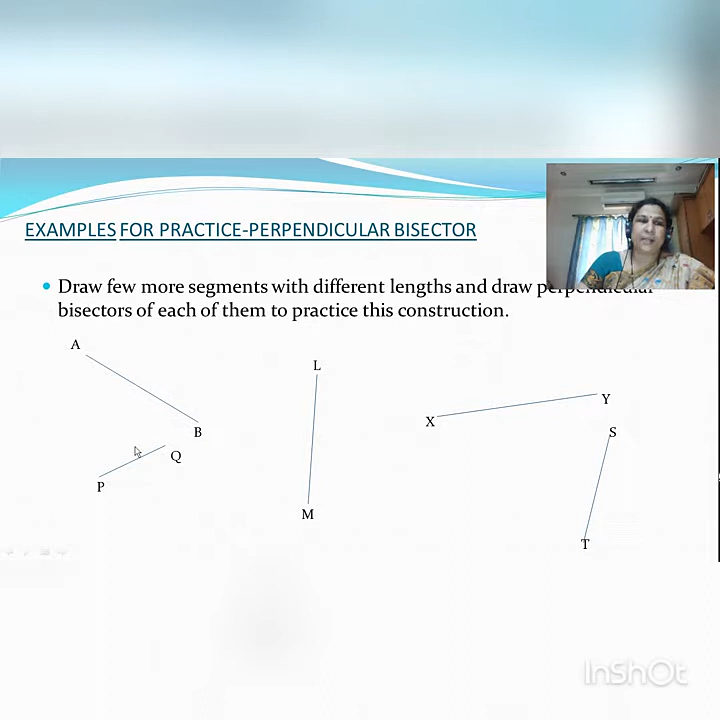 EXAMPLES FOR PRACTICE-PERPENDICULAR BISECTOR
Draw few more segments with different lengths and draw perpendicular
bisectors of each of them to practice this construction.
A
L
Y
X
B
S
Q
P
M
T
InShOt